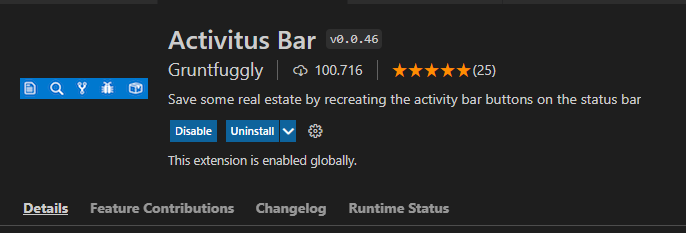 Activitus Bar v0.0.46
Gruntfuggly 100.716 (25)
Save some real estate by recreating the activity bar buttons on the status bar
Disable Uninstall
This extension is enabled globally.
Details Feature Contributions Changelog Runtime Status